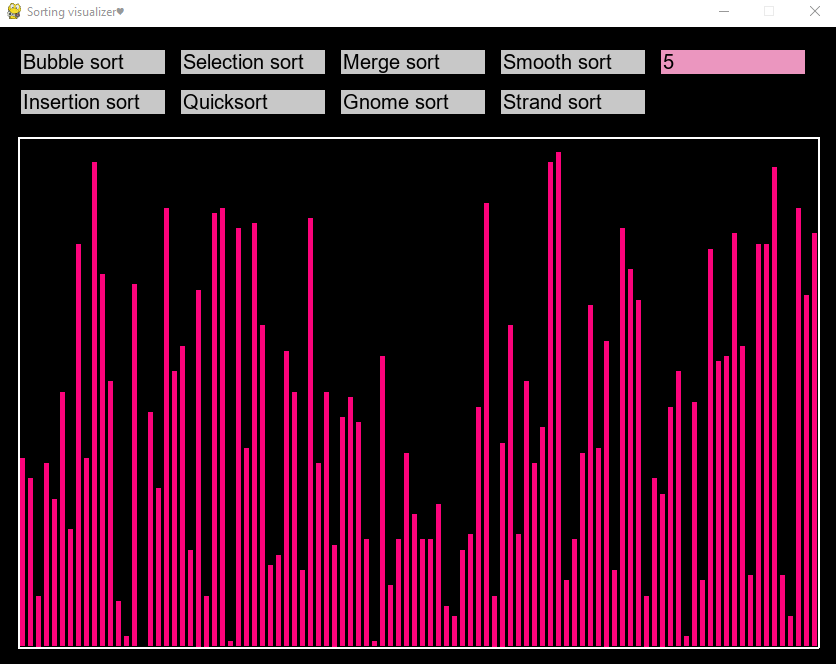 Sorting visualizer♥
Bubble sort Selection sort Merge sort Smooth sort 5
Insertion sort Quicksort Gnome sort Strand sort